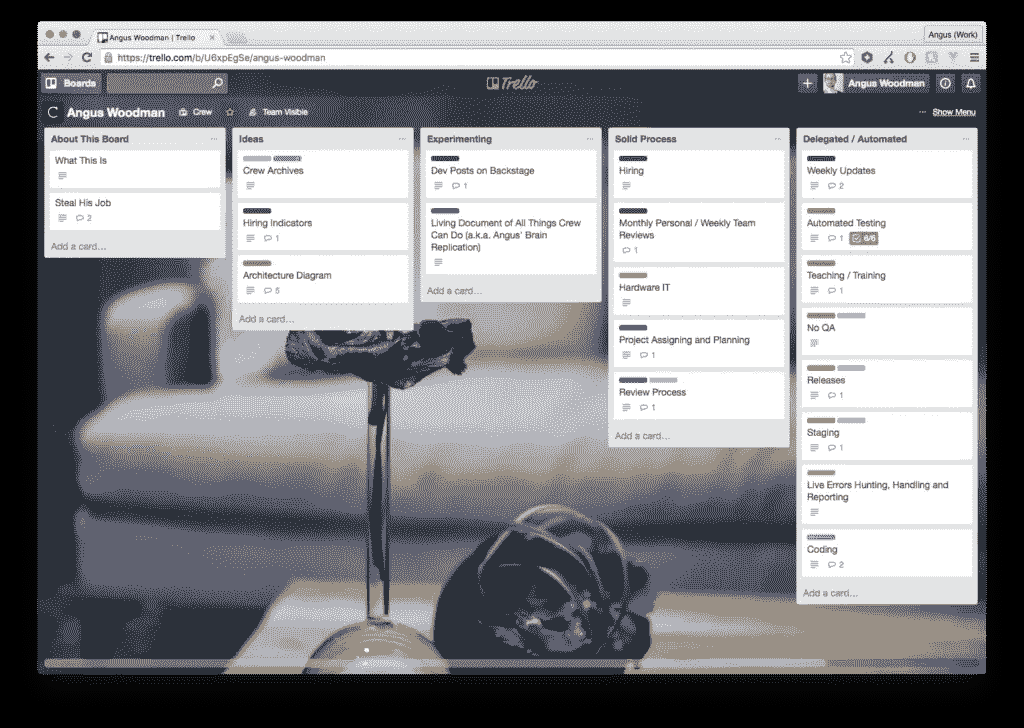 Angus Woodman | Trello
Angus (Work)
https://trello.com/b/U6xpEgSe/angus-woodman
Boards
Trello
Angus Woodman
Angus Woodman
Crew
Team Visible
Show Menu
About This Board
What This Is
Steal His Job
2
Add a card...
Ideas
Crew Archives
Hiring Indicators
1
Architecture Diagram
5
Add a card...
Experimenting
Dev Posts on Backstage
1
Living Document of All Things Crew
Can Do (a.k.a. Angus' Brain
Replication)
Add a card...
Solid Process
Hiring
Monthly Personal / Weekly Team
Reviews
1
Hardware IT
Project Assigning and Planning
1
Review Process
1
Add a card...
Delegated / Automated
Weekly Updates
2
Automated Testing
1 6/6
Teaching / Training
1
No QA
Releases
1
Staging
1
Live Errors Hunting, Handling and
Reporting
Coding
2
Add a card...